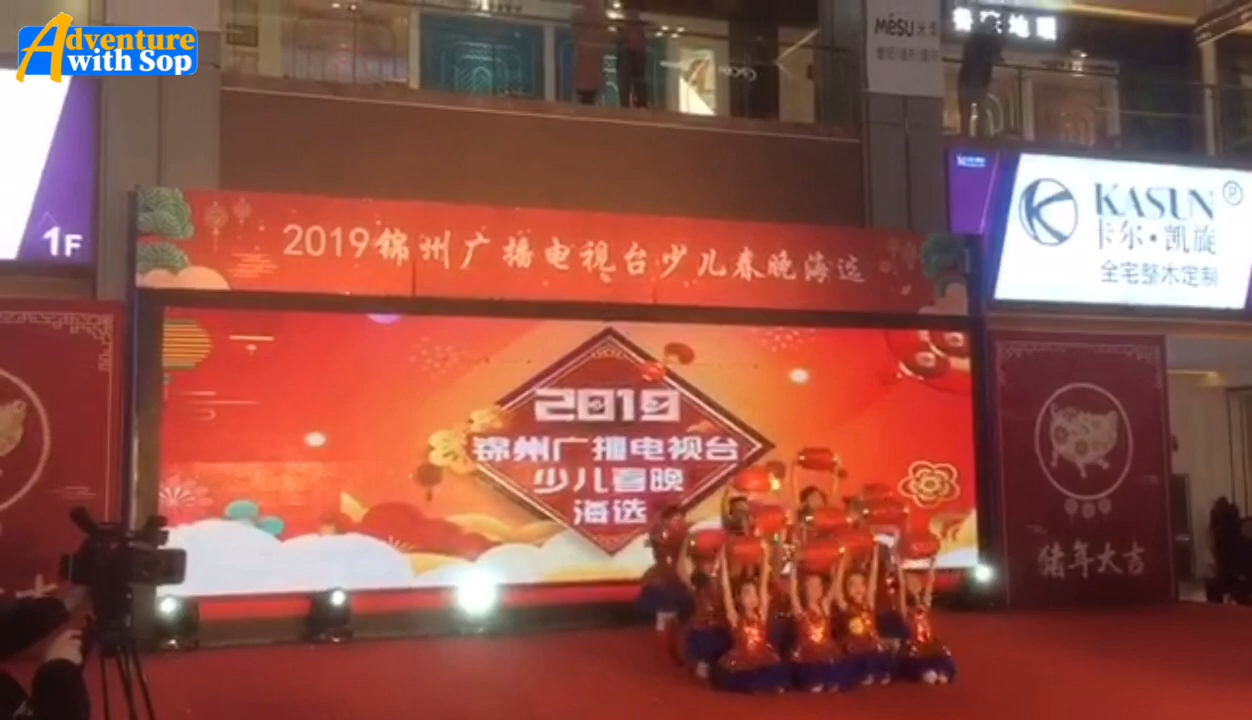 Adventure
with Sop
MéSU
1F
KASUN
卡尔·凯旋
全宅整木定制
2019锦州广播电视台少儿春晚海选
2019
锦州广播电视台
少儿春晚
海选
猪年大吉